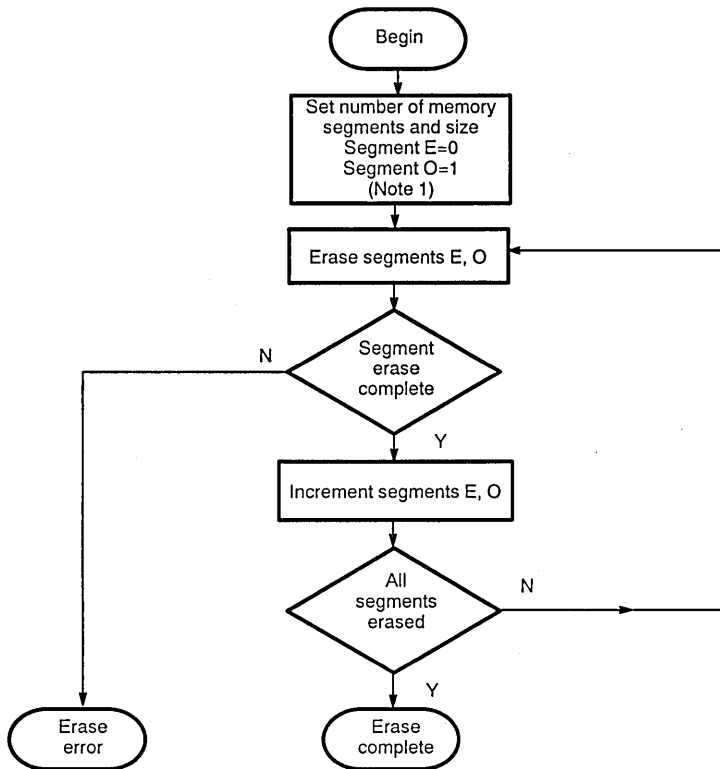 Begin
Set number of memory
segments and size
Segment E=0
Segment O=1
(Note 1)
Erase segments E, O
N
Segment
erase
complete
Y
Increment segments E, O
All
segments
erased
N
Y
Erase
error
Erase
complete